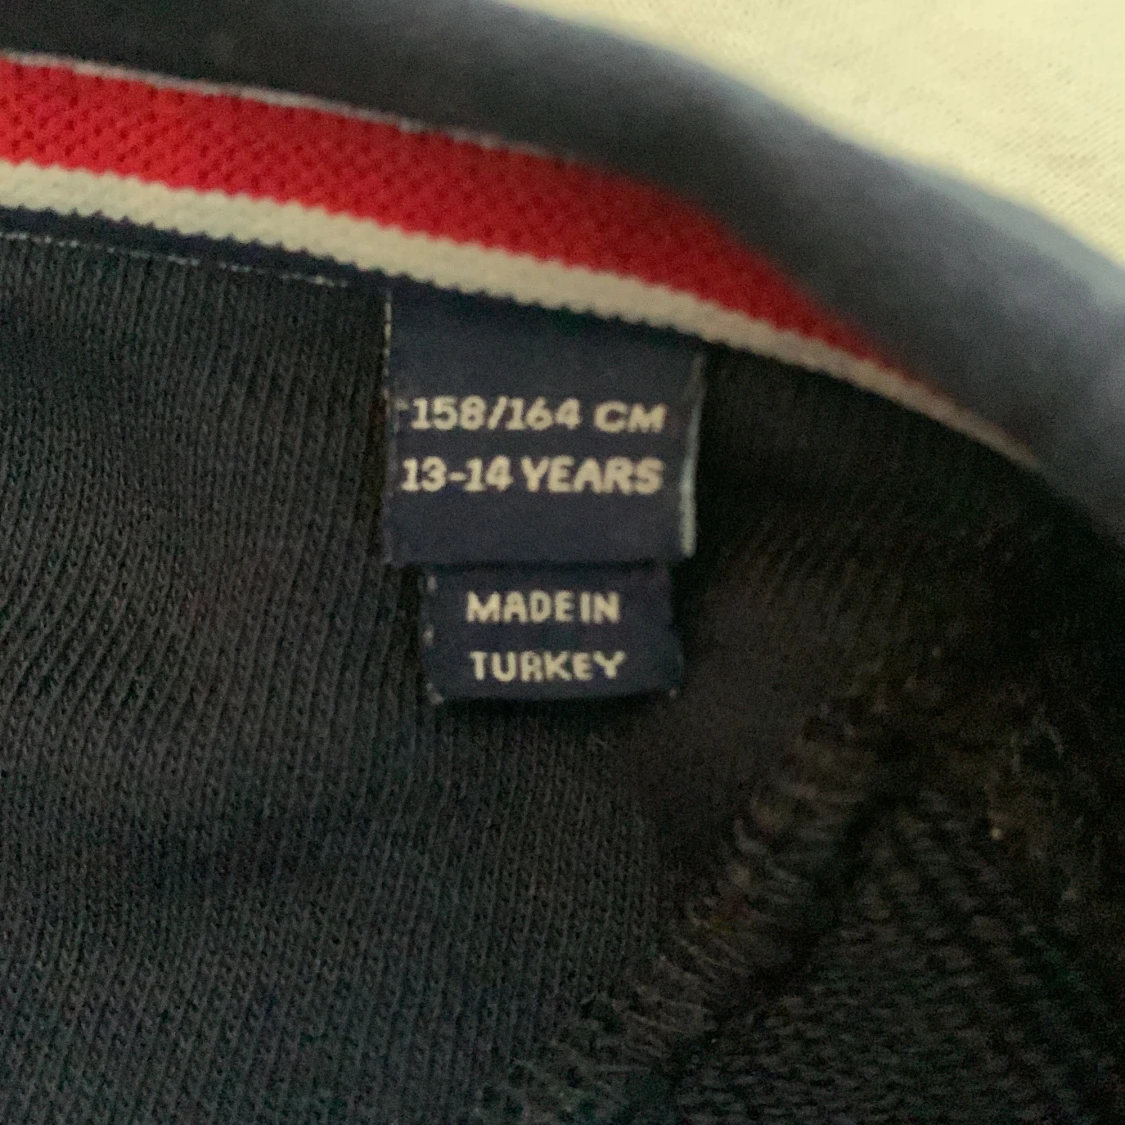 158/164 CM
13-14 YEARS
MADE IN
TURKEY